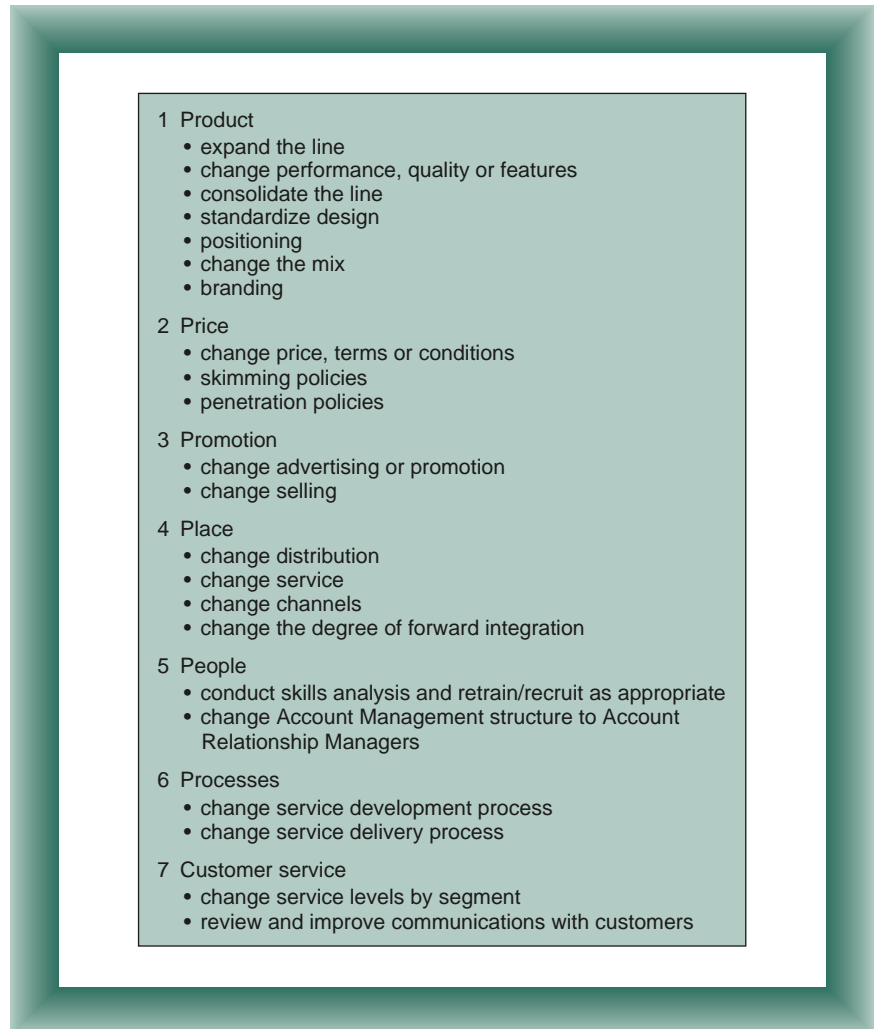 1 Product
• expand the line
• change performance, quality or features
• consolidate the line
• standardize design
• positioning
• change the mix
• branding
2 Price
• change price, terms or conditions
• skimming policies
• penetration policies
3 Promotion
• change advertising or promotion
• change selling
4 Place
• change distribution
• change service
• change channels
• change the degree of forward integration
5 People
• conduct skills analysis and retrain/recruit as appropriate
• change Account Management structure to Account
Relationship Managers
6 Processes
• change service development process
• change service delivery process
7 Customer service
• change service levels by segment
• review and improve communications with customers